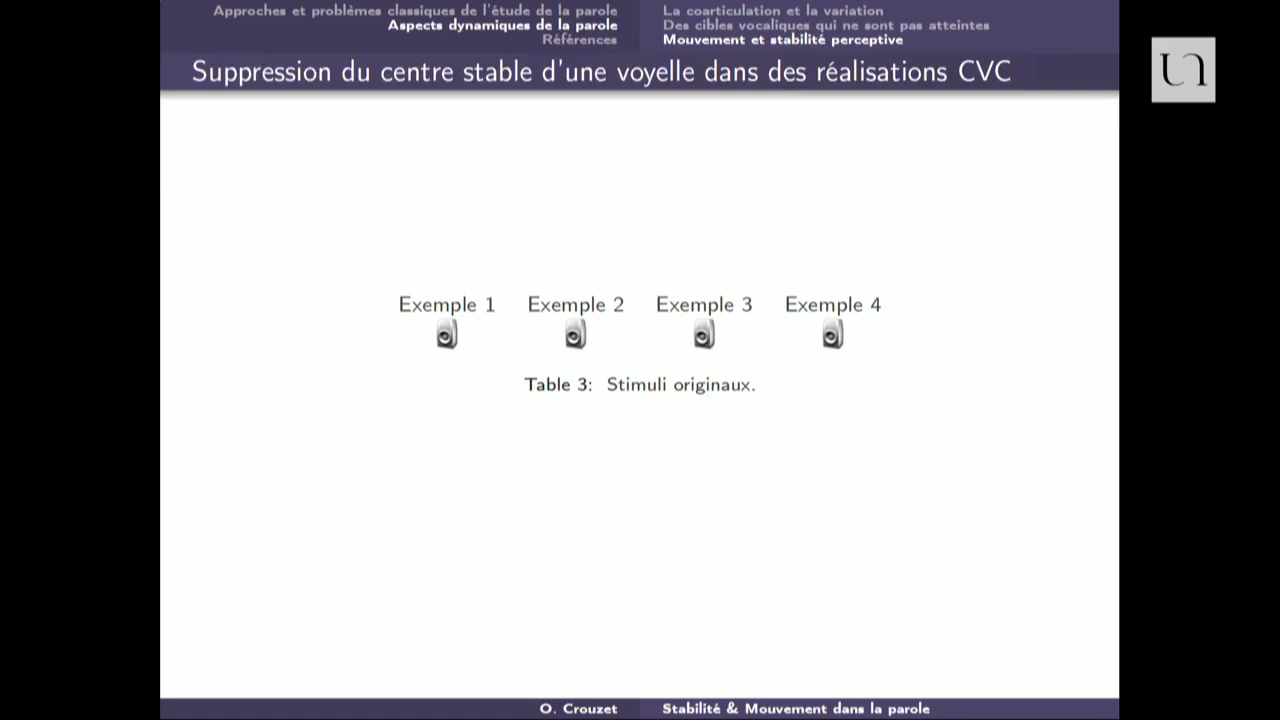 Approches et problèmes classiques de l'étude de la parole
Aspects dynamiques de la parole
Références
La coarticulation et la variation
Des cibles vocaliques qui ne sont pas atteintes
Mouvement et stabilité perceptive
Suppression du centre stable d'une voyelle dans des réalisations CVC
Exemple 1 Exemple 2 Exemple 3 Exemple 4
Table 3: Stimuli originaux.
O. Crouzet Stabilité & Mouvement dans la parole